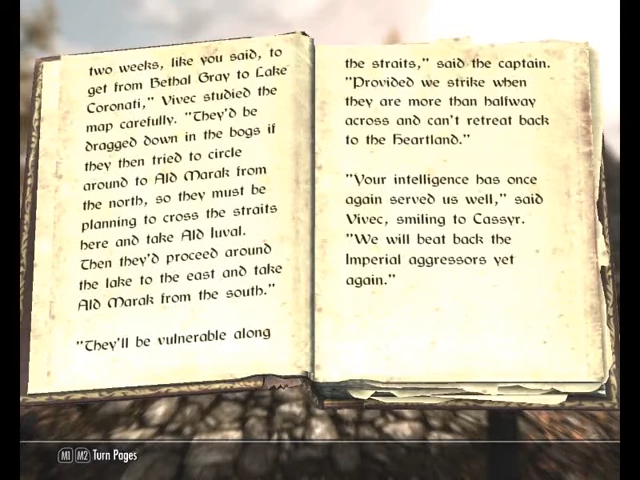 two weeks, like you said, to
get from Bethal Gray to Lake
Coronati," Vivec studied the
map carefully. "They'd be
dragged down in the bogs if
they then tried to circle
around to Ald Marak from
the north, so they must be
planning to cross the straits
here and take Ald Iuval.
Then they'd proceed around
the lake to the east and take
Ald Marak from the south."
"They'll be vulnerable along
the straits," said the captain.
"Provided we strike when
they are more than halfway
across and can't retreat back
to the Heartland."
"Your intelligence has once
again served us well," said
Vivec, smiling to Cassyr.
"We will beat back the
Imperial aggressors yet
again."
M1 M2 Turn Pages